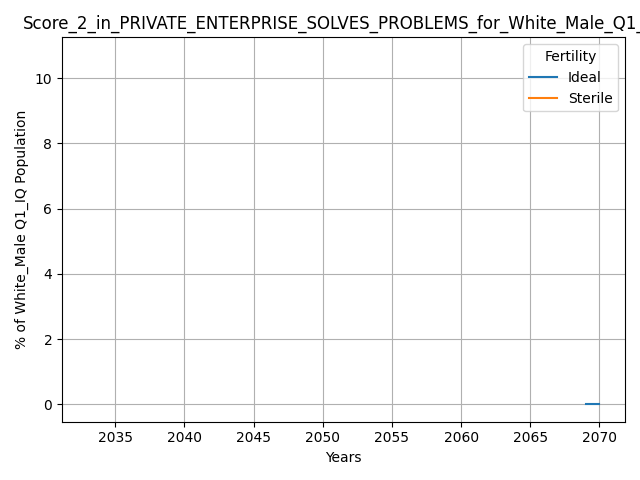 Score_2_in_PRIVATE_ENTERPRISE_SOLVES_PROBLEMS_for_White_Male_Q1_
Fertility
Ideal
Sterile
% of White_Male Q1_IQ Population
10
8
6
4
2
0
2035 2040 2045 2050 2055 2060 2065 2070
Years